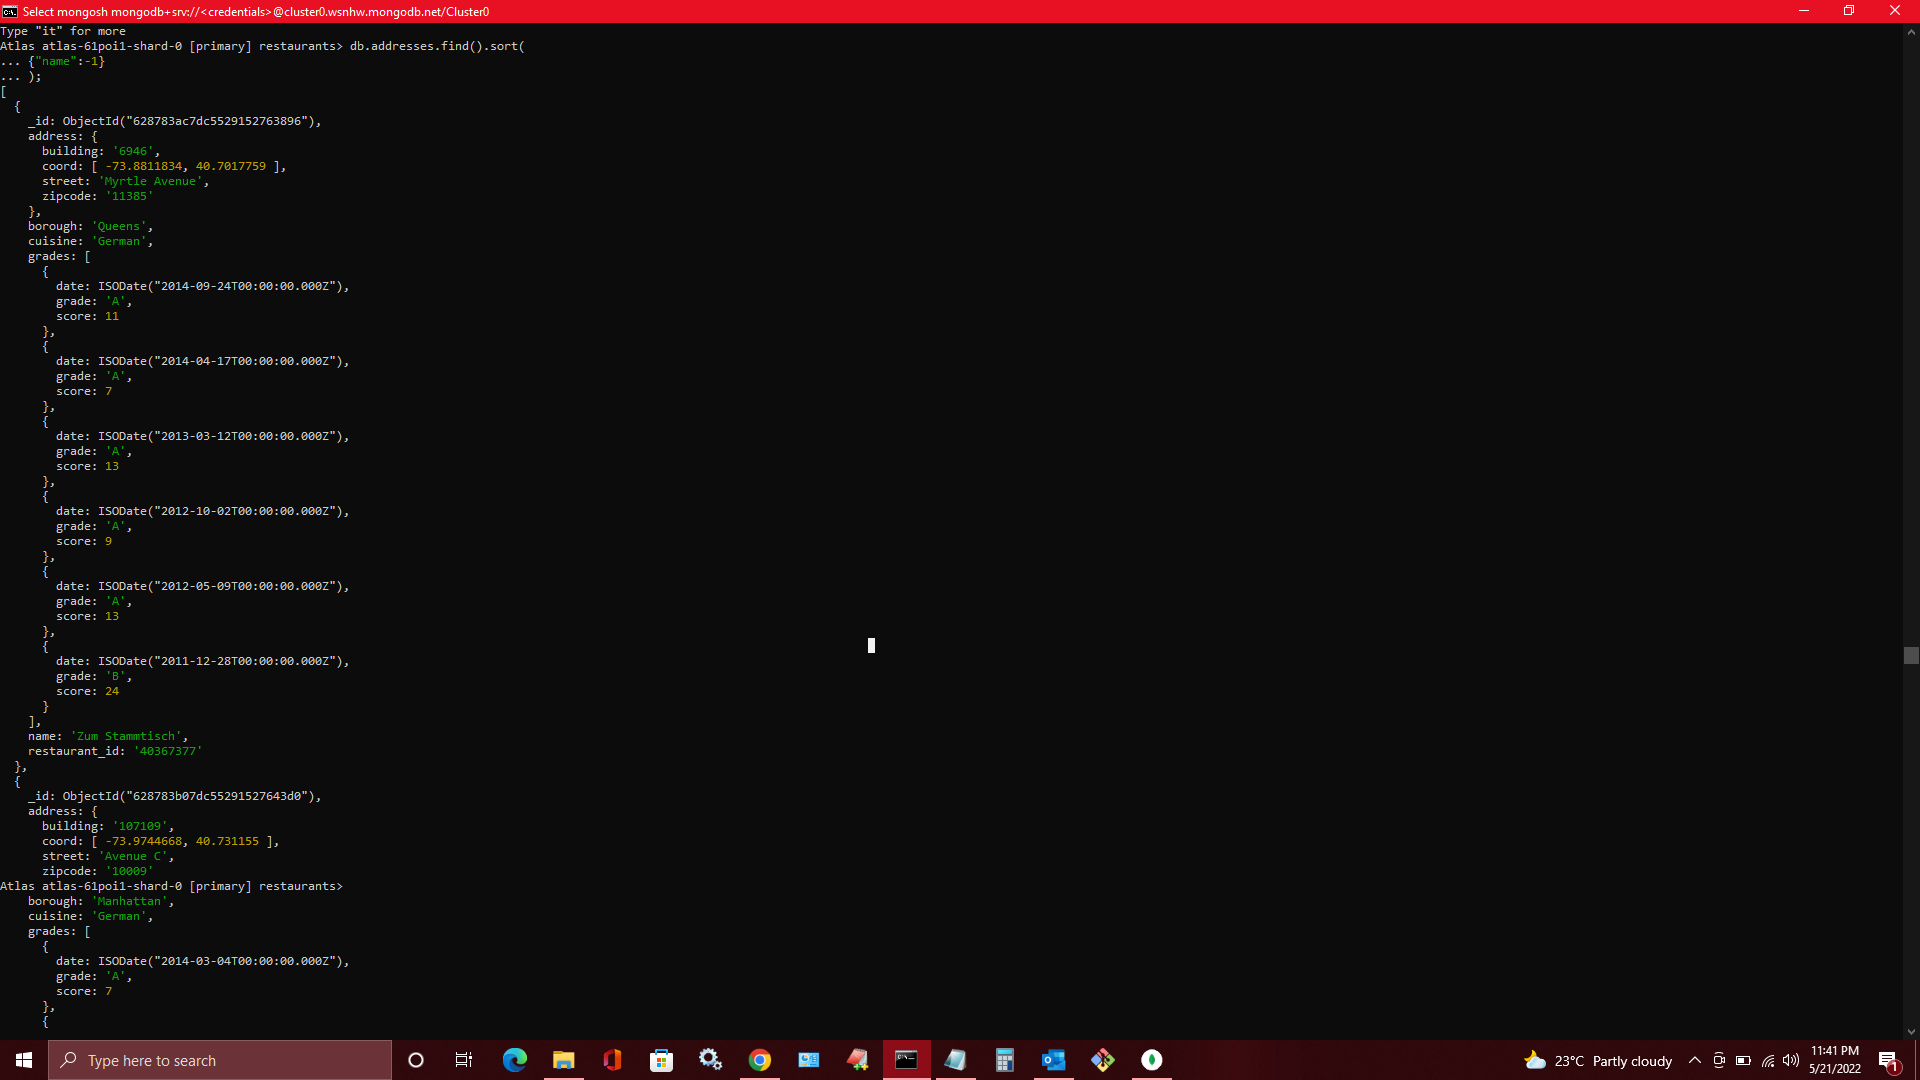 Select mongosh mongodb+srv://<credentials>@cluster0.wsnhw.mongodb.net/Cluster0
Type "it" for more
Atlas atlas-61poi1-shard-0 [primary] restaurants> db.addresses.find().sort(
... {"name":-1}
... );
[
  {
    _id: ObjectId("628783ac7dc5529152763896"),
    address: {
      building: '6946',
      coord: [ -73.8811834, 40.7017759 ],
      street: 'Myrtle Avenue',
      zipcode: '11385'
    },
    borough: 'Queens',
    cuisine: 'German',
    grades: [
      {
        date: ISODate("2014-09-24T00:00:00.000Z"),
        grade: 'A',
        score: 11
      },
      {
        date: ISODate("2014-04-17T00:00:00.000Z"),
        grade: 'A',
        score: 7
      },
      {
        date: ISODate("2013-03-12T00:00:00.000Z"),
        grade: 'A',
        score: 13
      },
      {
        date: ISODate("2012-10-02T00:00:00.000Z"),
        grade: 'A',
        score: 9
      },
      {
        date: ISODate("2012-05-09T00:00:00.000Z"),
        grade: 'A',
        score: 13
      },
      {
        date: ISODate("2011-12-28T00:00:00.000Z"),
        grade: 'B',
        score: 24
      }
    ],
    name: 'Zum Stammtisch',
    restaurant_id: '40367377'
  },
  {
    _id: ObjectId("628783b07dc55291527643d0"),
    address: {
      building: '107109',
      coord: [ -73.9744668, 40.731155 ],
      street: 'Avenue C',
      zipcode: '10009'
Atlas atlas-61poi1-shard-0 [primary] restaurants>
    borough: 'Manhattan',
    cuisine: 'German',
    grades: [
      {
        date: ISODate("2014-03-04T00:00:00.000Z"),
        grade: 'A',
        score: 7
      },
      {
Type here to search
23°C Partly cloudy
11:41 PM
5/21/2022
1